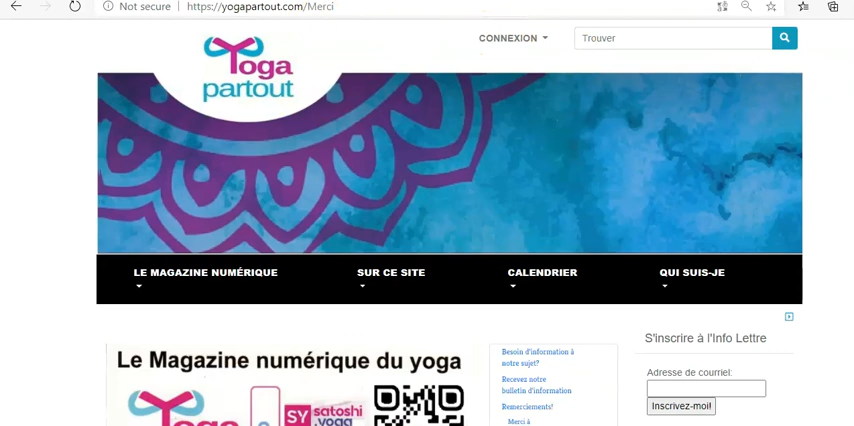 Not secure https://yogapartout.com/Merci
CONNEXION
Trouver
Yoga
partout
LE MAGAZINE NUMÉRIQUE
SUR CE SITE
CALENDRIER
QUI SUIS-JE
S'inscrire à l'Info Lettre
Adresse de courriel:
Inscrivez-moi!
Le Magazine numérique du yoga
Yoga
SY satoshi
.yoga
Besoin d'information à
notre sujet?
Recevez notre
bulletin d'information
Remerciements!
Merci à